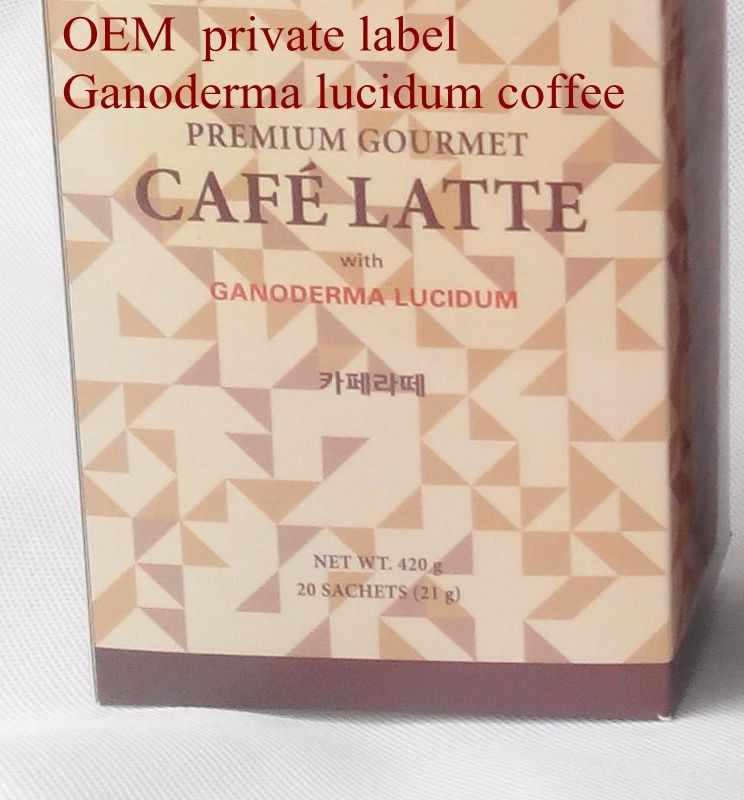 OEM private label
Ganoderma lucidum coffee
PREMIUM GOURMET
CAFÉ LATTE
with
GANODERMA LUCIDUM
카페라떼
NET WT. 420 g
20 SACHETS (21 g)